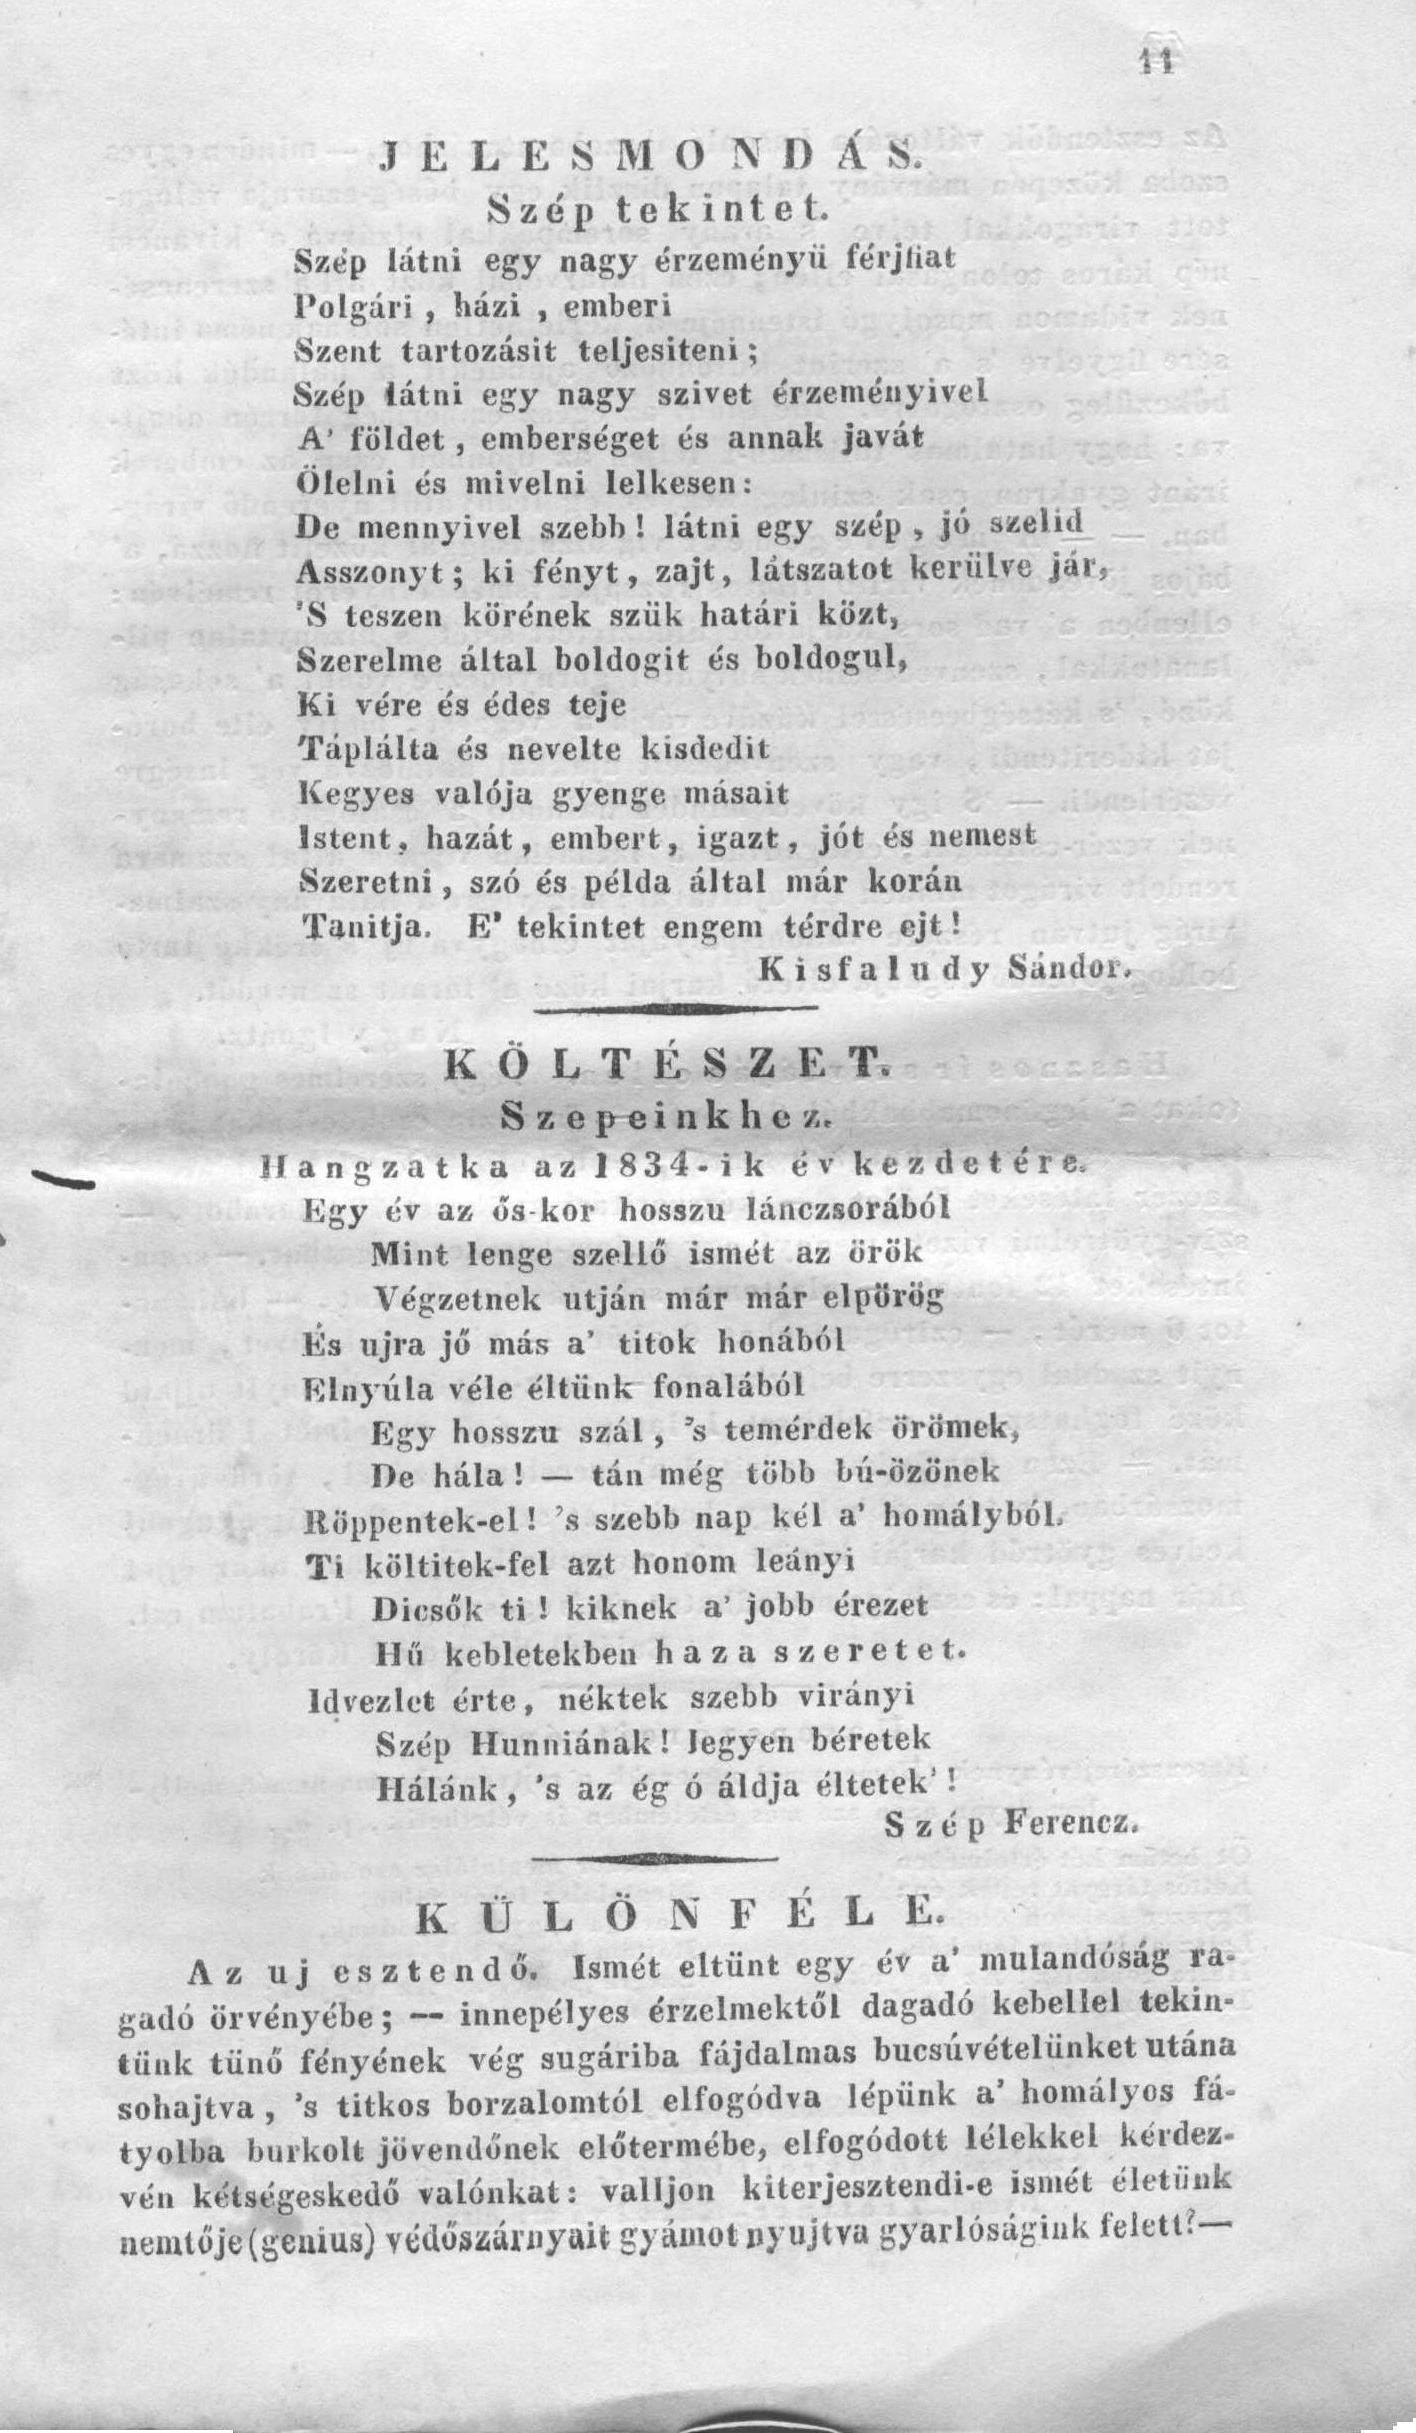 11
JELESMONDÁS.
Szép tekintet.
Szép látni egy nagy érzeményü férjfiat
Polgári, házi, emberi
Szent tartozásit teljesiteni;
Szép látni egy nagy szivet érzeményivel
A' földet, emberséget és annak javát
Ölelni és mivelni lelkesen:
De mennyivel szebb! látni egy szép, jó szelid
Asszonyt; ki fényt, zajt, látszatot kerülve jár,
'S teszen körének szük határi közt,
Szerelme által boldogit és boldogul,
Ki vére és édes teje
Táplálta és nevelte kisdedit
Kegyes valója gyenge másait
Istent, hazát, embert, igazt, jót és nemest
Szeretni, szó és példa által már korán
Tanitja. E' tekintet engem térdre ejt!
Kisfaludy Sándor.
KÖLTÉSZET.
Szepeinkhez.
Hangzatka az 1834-ik év kezdetére.
Egy év az ős-kor hosszu lánczsorából
Mint lenge szellő ismét az örök
Végzetnek utján már már elpörög
És ujra jő más a' titok honából
Elnyúla véle éltünk fonalából
Egy hosszu szál, 's temérdek örömek,
De hála! — tán még több bú-özönek
Röppentek-el! 's szebb nap kél a' homályból.
Ti költitek-fel azt honom leányi
Dicsők ti! kiknek a' jobb érezet
Hű kebletekben haza szeretet.
Idvezlet érte, néktek szebb virányi
Szép Hunniának! legyen béretek
Hálánk, 's az ég ó áldja éltetek'!
Szép Ferencz.
KÜLÖNFÉLE.
Az uj esztendő. Ismét eltünt egy év a' mulandóság ra-
gadó örvényébe; — innepélyes érzelmektől dagadó kebellel tekin-
tünk tünő fényének vég sugáriba fájdalmas bucsúvételünket utána
sohajtva, 's titkos borzalomtól elfogódva lépünk a' homályos fá-
tyolba burkolt jövendőnek előtermébe, elfogódott lélekkel kérdez-
vén kétségeskedő valónkat: valljon kiterjesztendi-e ismét életünk
nemtője (genius) védőszárnyait gyámot nyujtva gyarlóságink felett? —